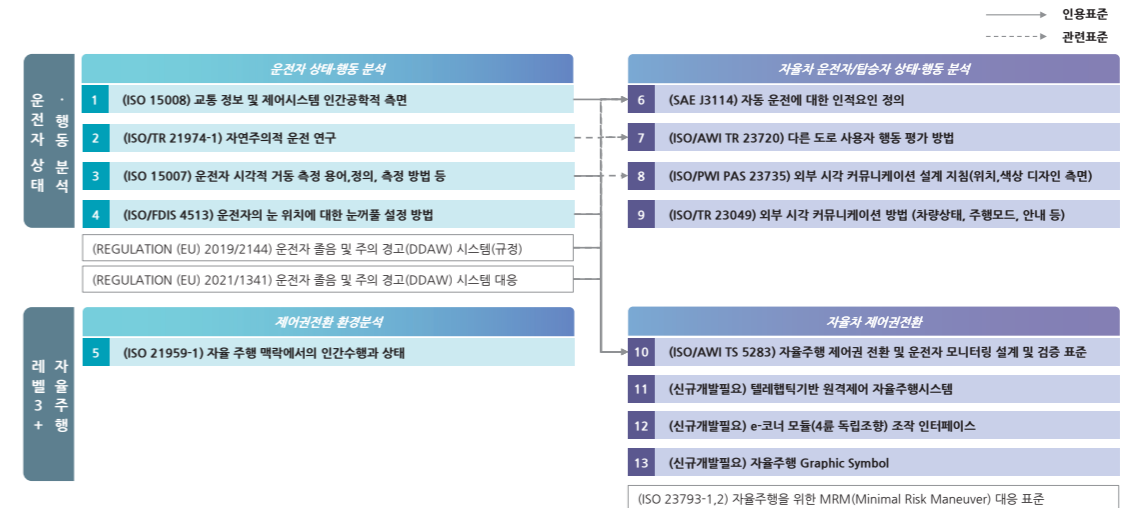 인용표준
관련표준
운전자 상태
·행동 분석
운전자 상태·행동 분석
1 (ISO 15008) 교통 정보 및 제어시스템 인간공학적 측면
2 (ISO/TR 21974-1) 자연주의적 운전 연구
3 (ISO 15007) 운전자 시각적 거동 측정 용어,정의, 측정 방법 등
4 (ISO/FDIS 4513) 운전자의 눈 위치에 대한 눈꺼풀 설정 방법
(REGULATION (EU) 2019/2144) 운전자 졸음 및 주의 경고(DDAW) 시스템(규정)
(REGULATION (EU) 2021/1341) 운전자 졸음 및 주의 경고(DDAW) 시스템 대응
자율차 운전자/탑승자 상태·행동 분석
6 (SAE J3114) 자동 운전에 대한 인적요인 정의
7 (ISO/AWI TR 23720) 다른 도로 사용자 행동 평가 방법
8 (ISO/PWI PAS 23735) 외부 시각 커뮤니케이션 설계 지침(위치,색상 디자인 측면)
9 (ISO/TR 23049) 외부 시각 커뮤니케이션 방법 (차량상태, 주행모드, 안내 등)
레벨3+
자율주행
제어권전환 환경분석
5 (ISO 21959-1) 자율 주행 맥락에서의 인간수행과 상태
자율차 제어권전환
10 (ISO/AWI TS 5283) 자율주행 제어권 전환 및 운전자 모니터링 설계 및 검증 표준
11 (신규개발필요) 텔레햅틱기반 원격제어 자율주행시스템
12 (신규개발필요) e-코너 모듈(4륜 독립조향) 조작 인터페이스
13 (신규개발필요) 자율주행 Graphic Symbol
(ISO 23793-1,2) 자율주행을 위한 MRM(Minimal Risk Maneuver) 대응 표준